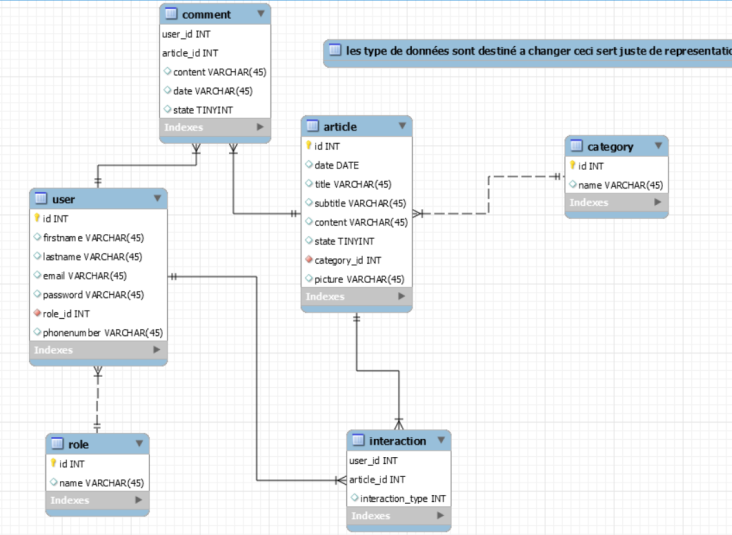 comment
user_id INT
article_id INT
content VARCHAR(45)
date VARCHAR(45)
state TINYINT
Indexes
les type de données sont destiné a changer ceci sert juste de representatio
article
id INT
date DATE
title VARCHAR(45)
subtitle VARCHAR(45)
content VARCHAR(45)
state TINYINT
category_id INT
picture VARCHAR(45)
Indexes
category
id INT
name VARCHAR(45)
Indexes
user
id INT
firstname VARCHAR(45)
lastname VARCHAR(45)
email VARCHAR(45)
password VARCHAR(45)
role_id INT
phonenumber VARCHAR(45)
Indexes
role
id INT
name VARCHAR(45)
Indexes
interaction
user_id INT
article_id INT
interaction_type INT
Indexes